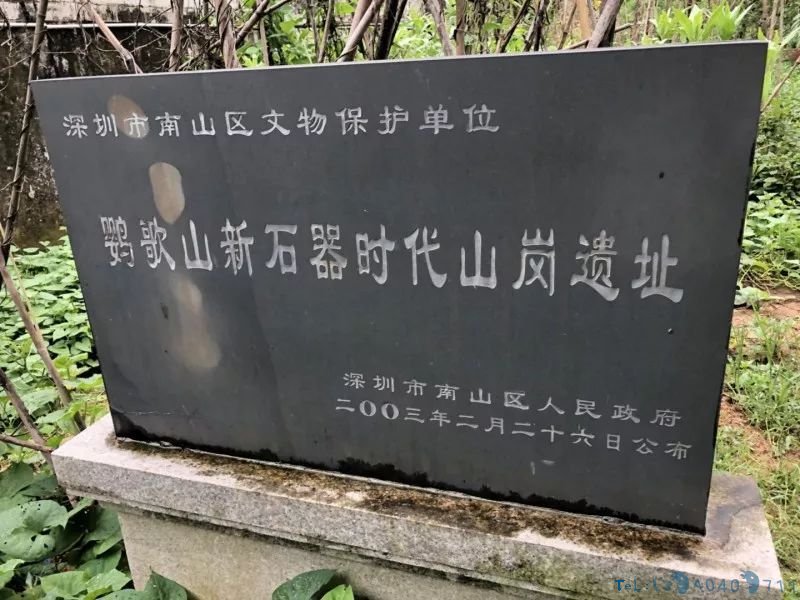 深圳市南山区文物保护单位
鹦歌山新石器时代山岗遗址
深圳市南山区人民政府
二〇〇三年二月二十六日公布